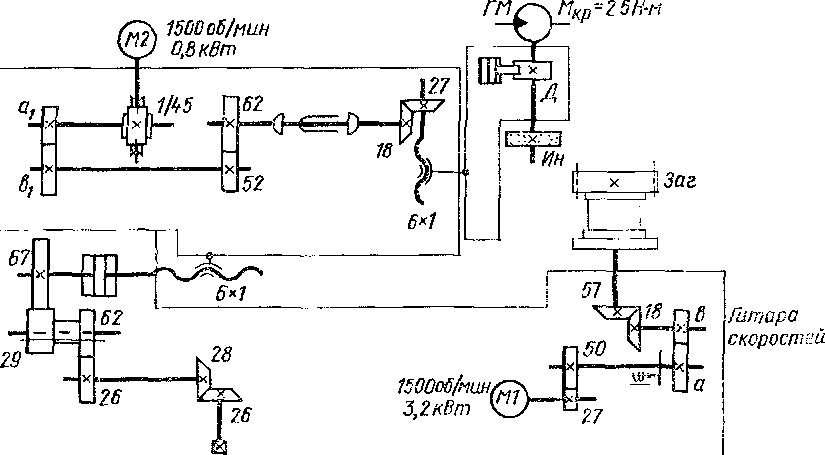 ГМ
Мкр=25Н·м
М2
1500 об/мин
0,8 кВт
a1
1/45
62
27
Д
18
Ин
в1
52
6×1
Заг
67
6×1
57
62
18
в
Гитара
скоростей
29
28
50
а
26
26
1500об/мин
3,2 кВт
М1
27